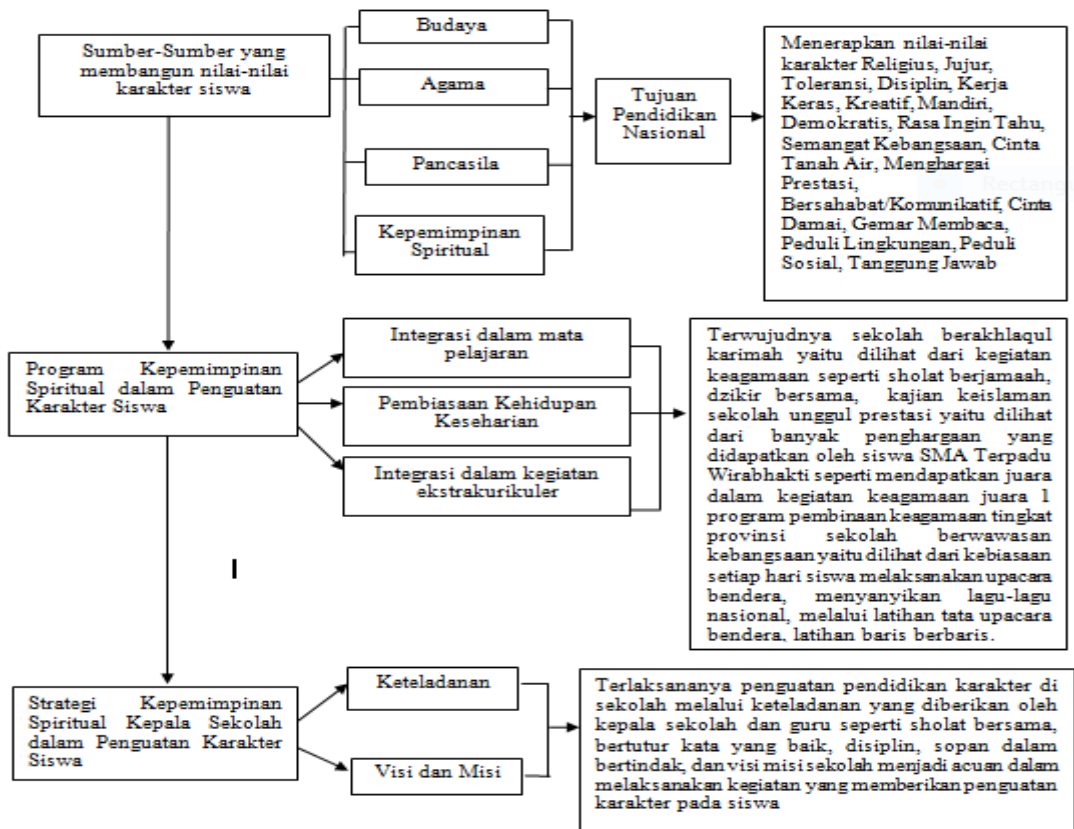 Sumber-Sumber yang
membangun nilai-nilai
karakter siswa
Budaya
Agama
Pancasila
Kepemimpinan
Spiritual
Tujuan
Pendidikan
Nasional
Menerapkan nilai-nilai
karakter Religius, Jujur,
Toleransi, Disiplin, Kerja
Keras, Kreatif, Mandiri,
Demokratis, Rasa Ingin Tahu,
Semangat Kebangsaan, Cinta
Tanah Air, Menghargai
Prestasi,
Bersahabat/Komunikatif, Cinta
Damai, Gemar Membaca,
Peduli Lingkungan, Peduli
Sosial, Tanggung Jawab
Program Kepemimpinan
Spiritual dalam Penguatan
Karakter Siswa
Integrasi dalam mata
pelajaran
Pembiasaan Kehidupan
Keseharian
Integrasi dalam kegiatan
ekstrakurikuler
Terwujudnya sekolah berakhlaqul
karimah yaitu dilihat dari kegiatan
keagamaan seperti sholat berjamaah,
dzikir bersama, kajian keislaman
sekolah unggul prestasi yaitu dilihat
dari banyak penghargaan yang
didapatkan oleh siswa SMA Terpadu
Wirabhakti seperti mendapatkan juara
dalam kegiatan keagamaan juara 1
program pembinaan keagamaan tingkat
provinsi sekolah berwawasan
kebangsaan yaitu dilihat dari kebiasaan
setiap hari siswa melaksanakan upacara
bendera, menyanyikan lagu-lagu
nasional, melalui latihan tata upacara
bendera, latihan baris berbaris.
Strategi Kepemimpinan
Spiritual Kepala Sekolah
dalam Penguatan Karakter
Siswa
Keteladanan
Visi dan Misi
Terlaksananya penguatan pendidikan karakter di
sekolah melalui keteladanan yang diberikan oleh
kepala sekolah dan guru seperti sholat bersama,
bertutur kata yang baik, disiplin, sopan dalam
bertindak, dan visi misi sekolah menjadi acuan dalam
melaksanakan kegiatan yang memberikan penguatan
karakter pada siswa